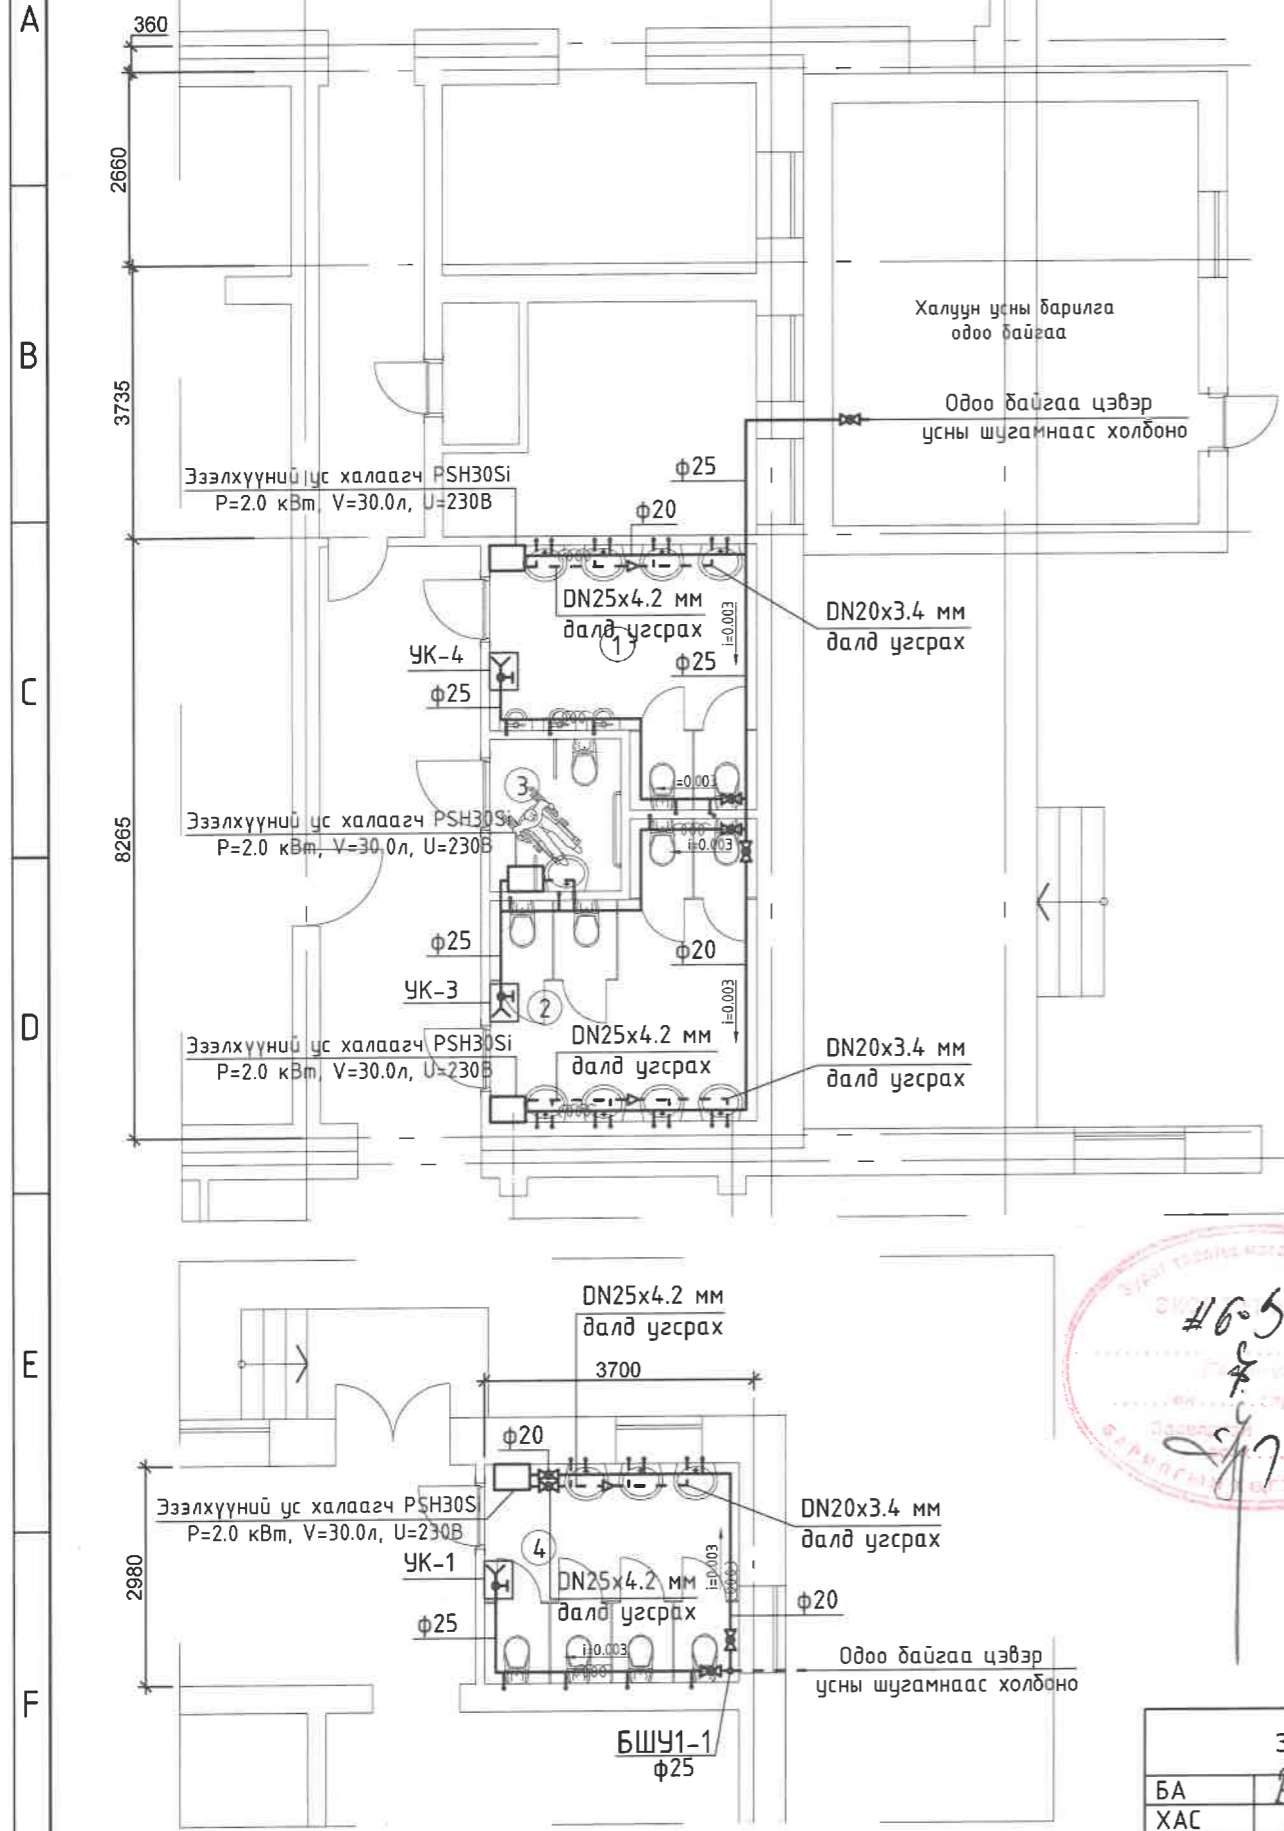 A
360
2660
Халуун усны барилга
одоо байгаа
B
3735
Одоо байгаа цэвэр
усны шугамнаас холбоно
Эзэлхүүний ус халаагч PSH30Si
P=2.0 кВт, V=30.0л, U=230В
ф25
ф20
DN25x4.2 мм
далд угсрах
1
i=0.003
DN20x3.4 мм
далд угсрах
УК-4
ф25
ф25
C
3
=0.003
Эзэлхүүний ус халаагч PSH30Si
P=2.0 кВт, V=30.0л, U=230В
i=0.003
8265
ф25
ф20
УК-3
2
i=0.003
D
Эзэлхүүний ус халаагч PSH30Si
P=2.0 кВт, V=30.0л, U=230В
DN25x4.2 мм
далд угсрах
DN20x3.4 мм
далд угсрах
DN25x4.2 мм
далд угсрах
E
3700
ф20
Эзэлхүүний ус халаагч PSH30Si
P=2.0 кВт, V=30.0л, U=230В
DN20x3.4 мм
далд угсрах
4
2980
УК-1
DN25x4.2 мм
далд угсрах
i=0.003
ф25
ф20
i=0.003
Одоо байгаа цэвэр
усны шугамнаас холбоно
F
БШУ1-1
ф25
БА
ХАС